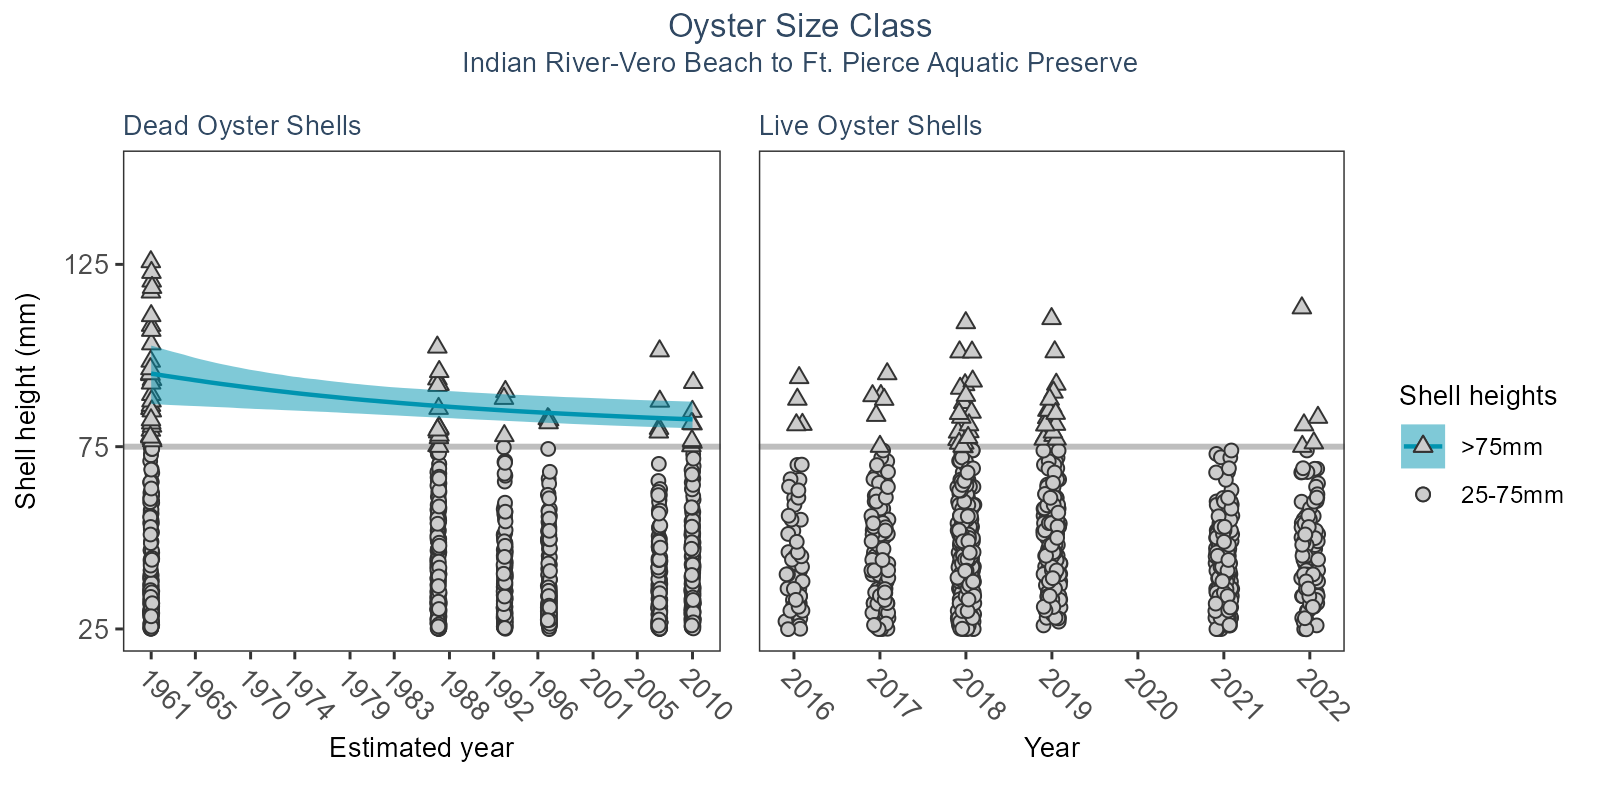 Oyster Size Class
Indian River-Vero Beach to Ft. Pierce Aquatic Preserve
Dead Oyster Shells
Live Oyster Shells
Shell height (mm)
125
75
25
1961
1965
1970
1974
1979
1983
1988
1992
1996
2001
2005
2010
Estimated year
2016
2017
2018
2019
2020
2021
2022
Year
Shell heights
>75mm
25-75mm